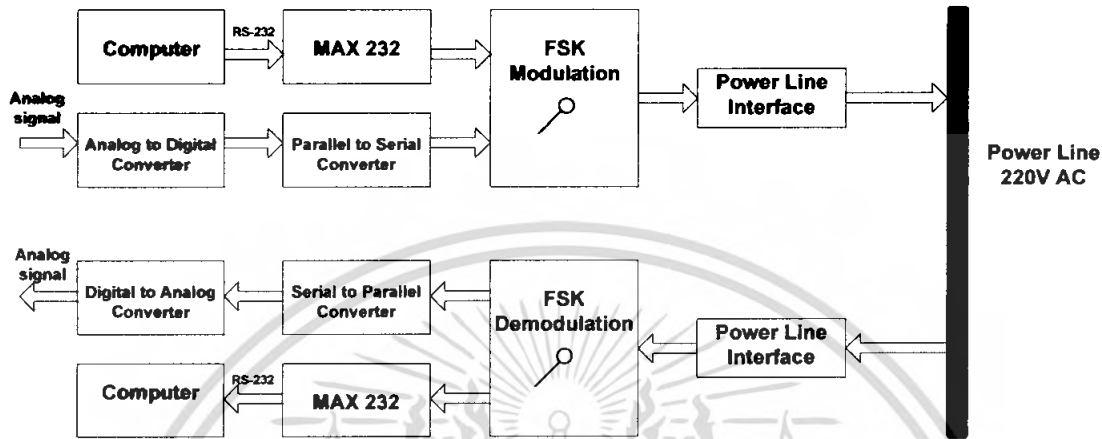 Computer
RS-232
MAX 232
FSK
Modulation
Power Line
Interface
Analog
signal
Analog to Digital
Converter
Parallel to Serial
Converter
Power Line
220V AC
Analog
signal
Digital to Analog
Converter
Serial to Parallel
Converter
FSK
Demodulation
Power Line
Interface
Computer
RS-232
MAX 232